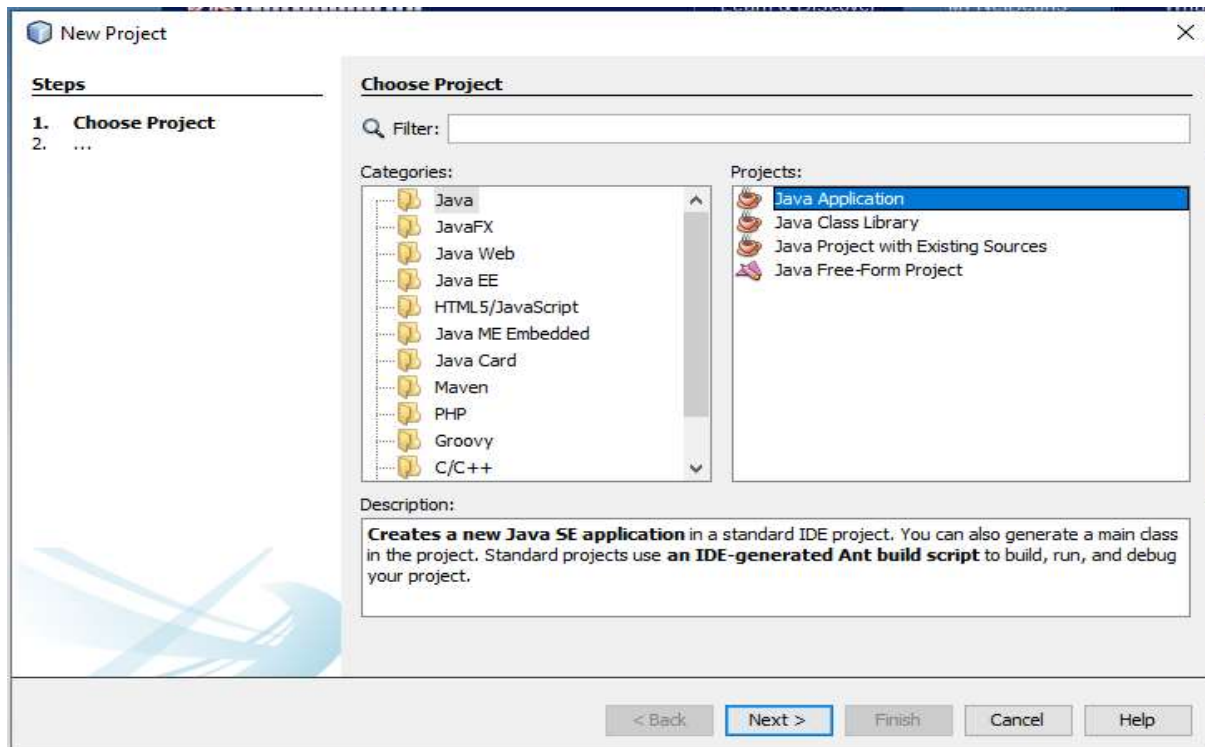 New Project
Steps
1. Choose Project
2. ...
Choose Project
Filter:
Categories:
Java
JavaFX
Java Web
Java EE
HTML5/JavaScript
Java ME Embedded
Java Card
Maven
PHP
Groovy
C/C++
Projects:
Java Application
Java Class Library
Java Project with Existing Sources
Java Free-Form Project
Description:
Creates a new Java SE application in a standard IDE project. You can also generate a main class
in the project. Standard projects use an IDE-generated Ant build script to build, run, and debug
your project.
< Back
Next >
Finish
Cancel
Help